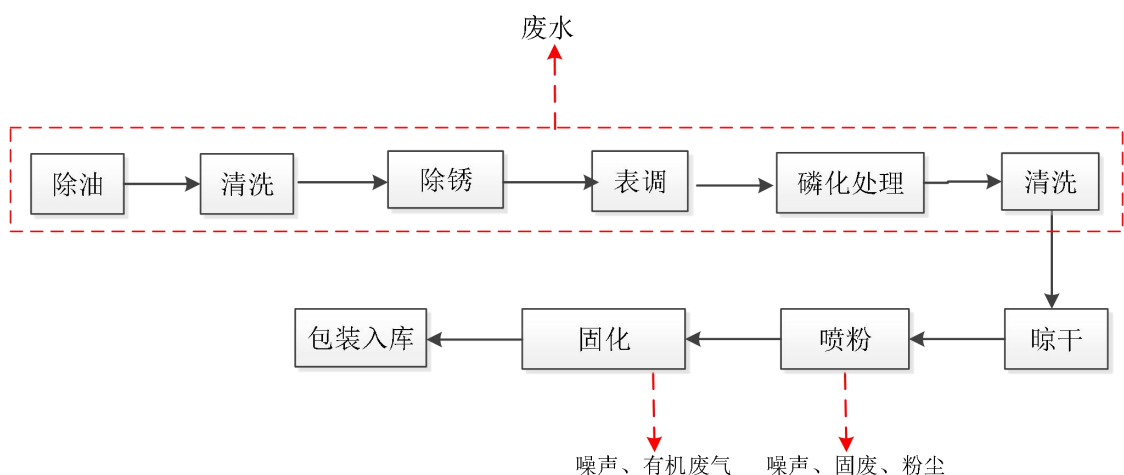 废水
除油
清洗
除锈
表调
磷化处理
清洗
包装入库
固化
喷粉
晾干
噪声、有机废气
噪声、固废、粉尘